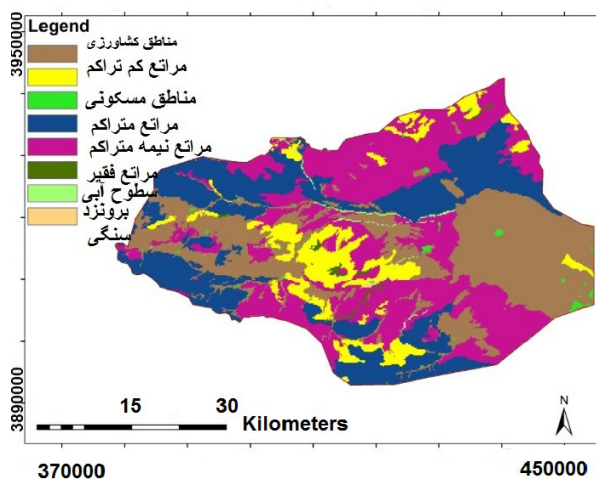 Legend
مناطق کشاورزی
مراتع کم تراکم
مناطق مسکونی
مراتع متراکم
مراتع نیمه متراکم
مراتع فقیر
سطوح آبی
برونزد
سنگی
3950000
3890000
N
15 30
Kilometers
370000 450000